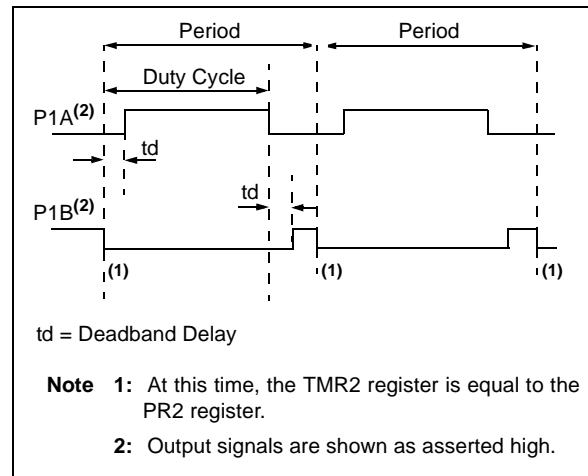 Period Period
Duty Cycle
P1A(2)
td
td
P1B(2)
(1) (1) (1)
td = Deadband Delay
Note 1: At this time, the TMR2 register is equal to the
PR2 register.
2: Output signals are shown as asserted high.